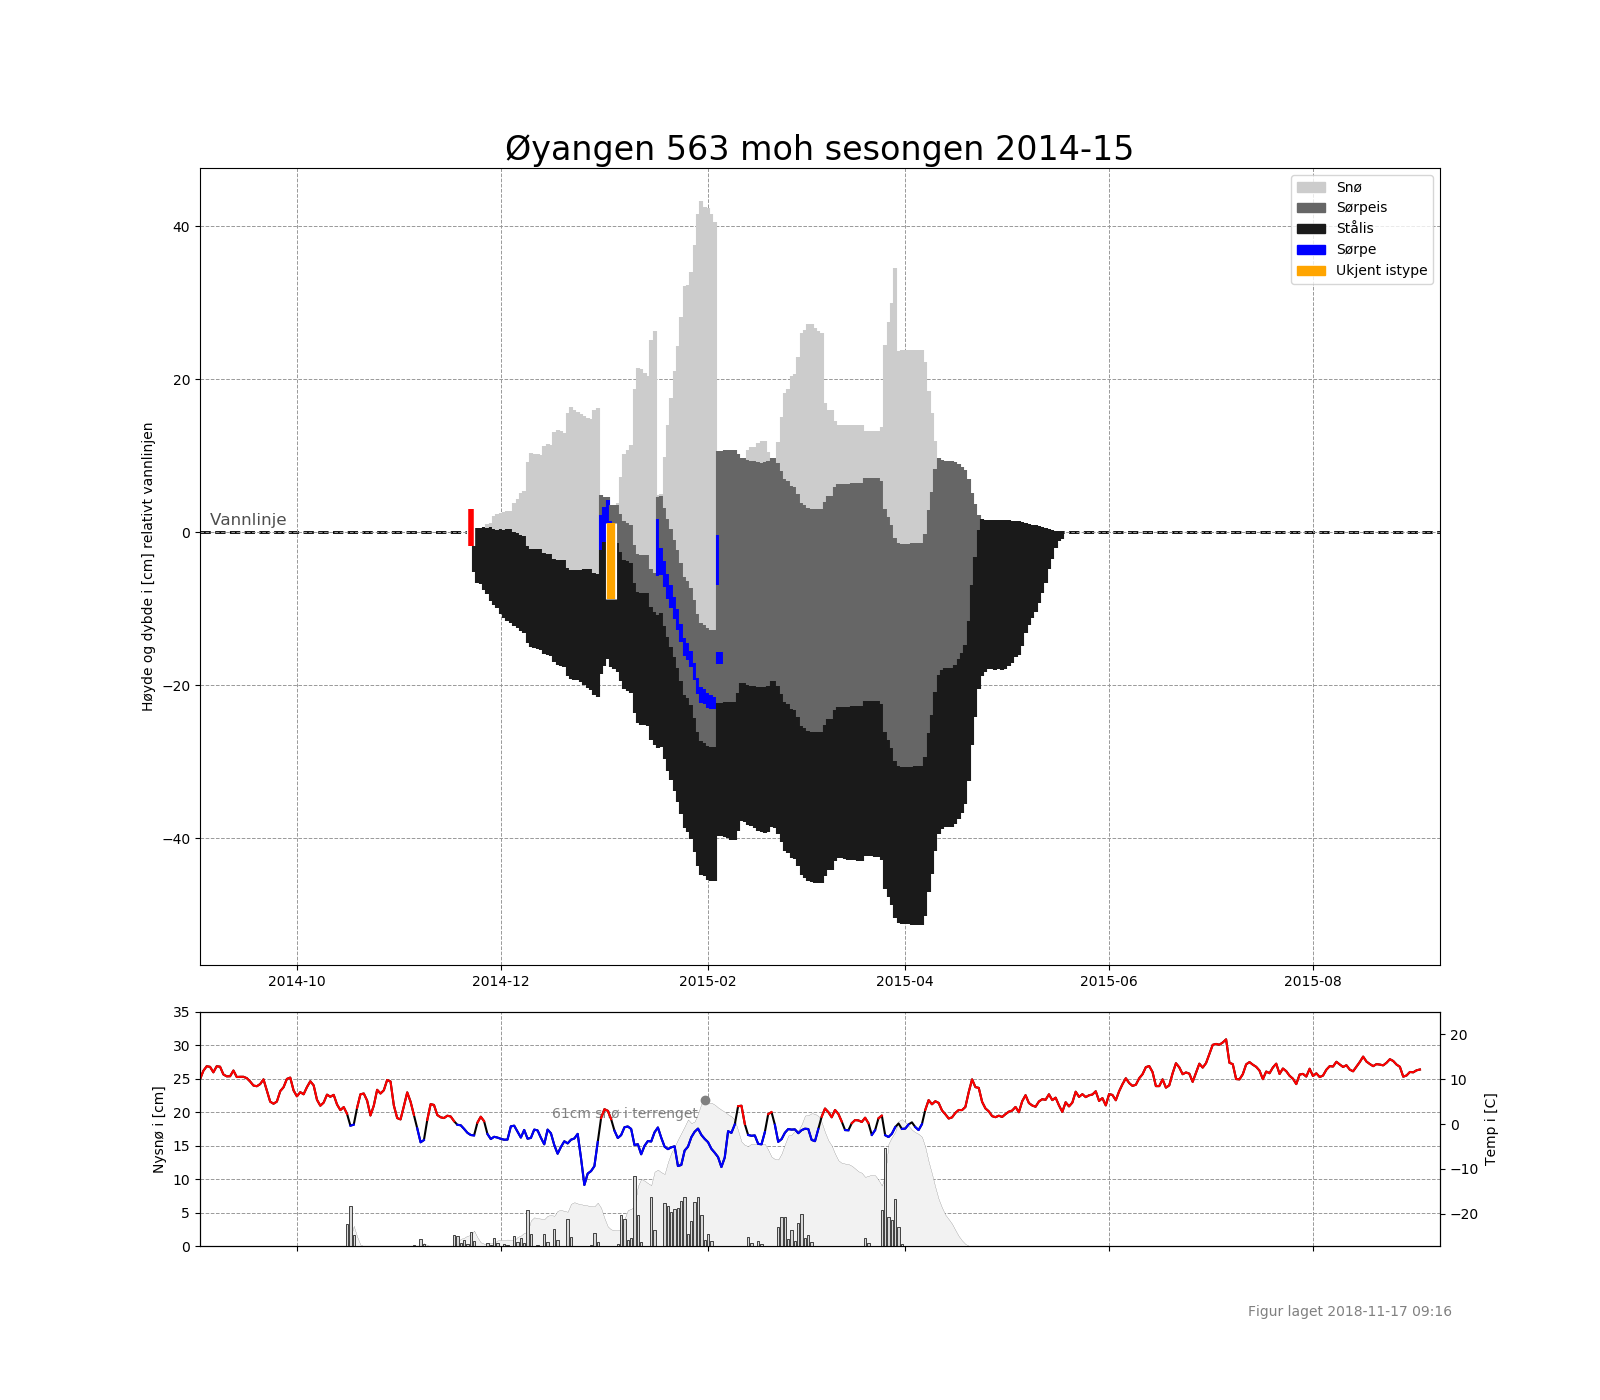 Øyangen 563 moh sesongen 2014-15
Snø
Sørpeis
Stålis
Sørpe
Ukjent istype
Høyde og dybde i [cm] relativt vannlinjen
40
20
0
−20
−40
Vannlinje
2014-10
2014-12
2015-02
2015-04
2015-06
2015-08
Nysnø i [cm]
35
30
25
20
15
10
5
0
61cm snø i terrenget
20
10
0
−10
−20
Temp i [C]
Figur laget 2018-11-17 09:16